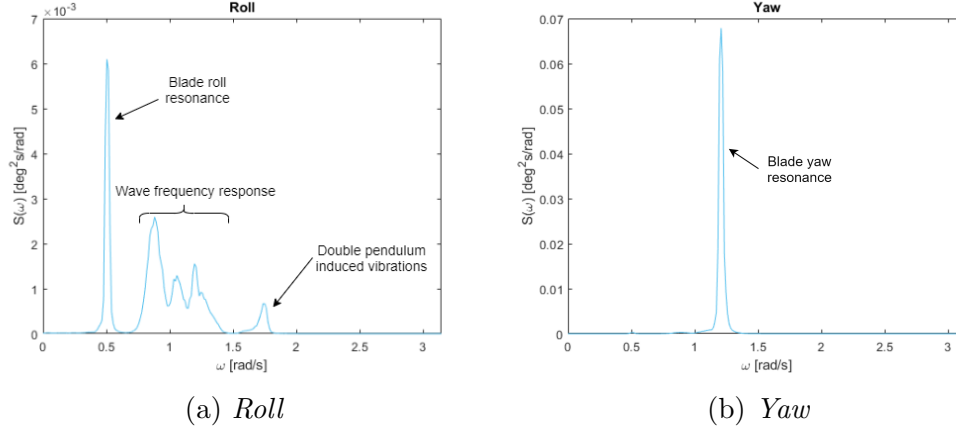 Roll
×10⁻³
7
6
5
4
3
2
1
0
S(ω) [deg²s/rad]
Blade roll
resonance
Wave frequency response
Double pendulum
induced vibrations
0 0.5 1 1.5 2 2.5 3
ω [rad/s]
(a) Roll
Yaw
0.07
0.06
0.05
0.04
0.03
0.02
0.01
0
S(ω) [deg²s/rad]
Blade yaw
resonance
0 0.5 1 1.5 2 2.5 3
ω [rad/s]
(b) Yaw